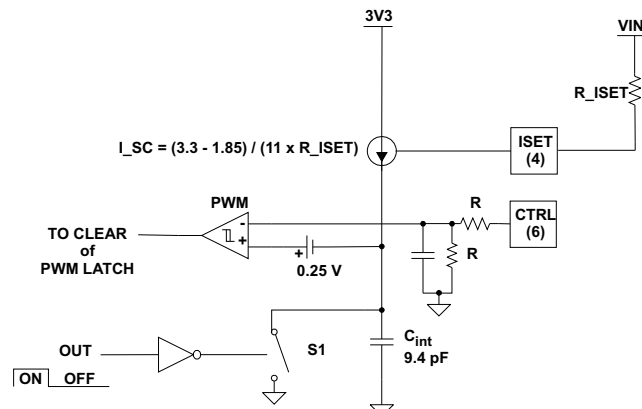 3V3
VIN
R_ISET
I_SC = (3.3 - 1.85) / (11 x R_ISET)
ISET
(4)
PWM
R
CTRL
(6)
-
+
TO CLEAR
of
PWM LATCH
+
0.25 V
R
OUT
S1
Cint
9.4 pF
ON OFF